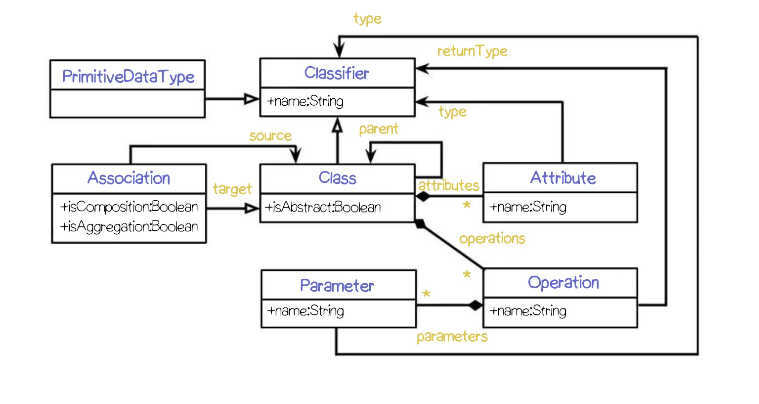 type
returnType
PrimitiveDataType
Classifier
+name:String
type
source
parent
Association
+isComposition:Boolean
+isAggregation:Boolean
target
Class
+isAbstract:Boolean
attributes
*
Attribute
+name:String
operations
*
Parameter
+name:String
*
parameters
Operation
+name:String